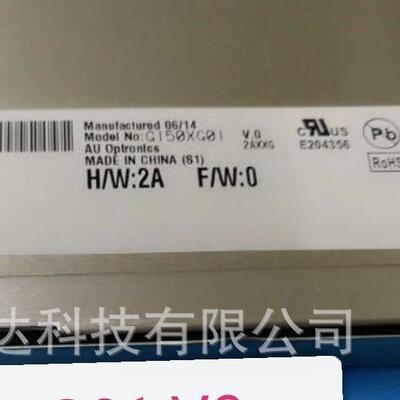 Manufactured 06/14
Model No:G150XG01 V.0
AU Optronics 2AXXG
MADE IN CHINA (S1)
H/W:2A F/W:0
c RU US
E204356
Pb
RoHS
达科技有限公司